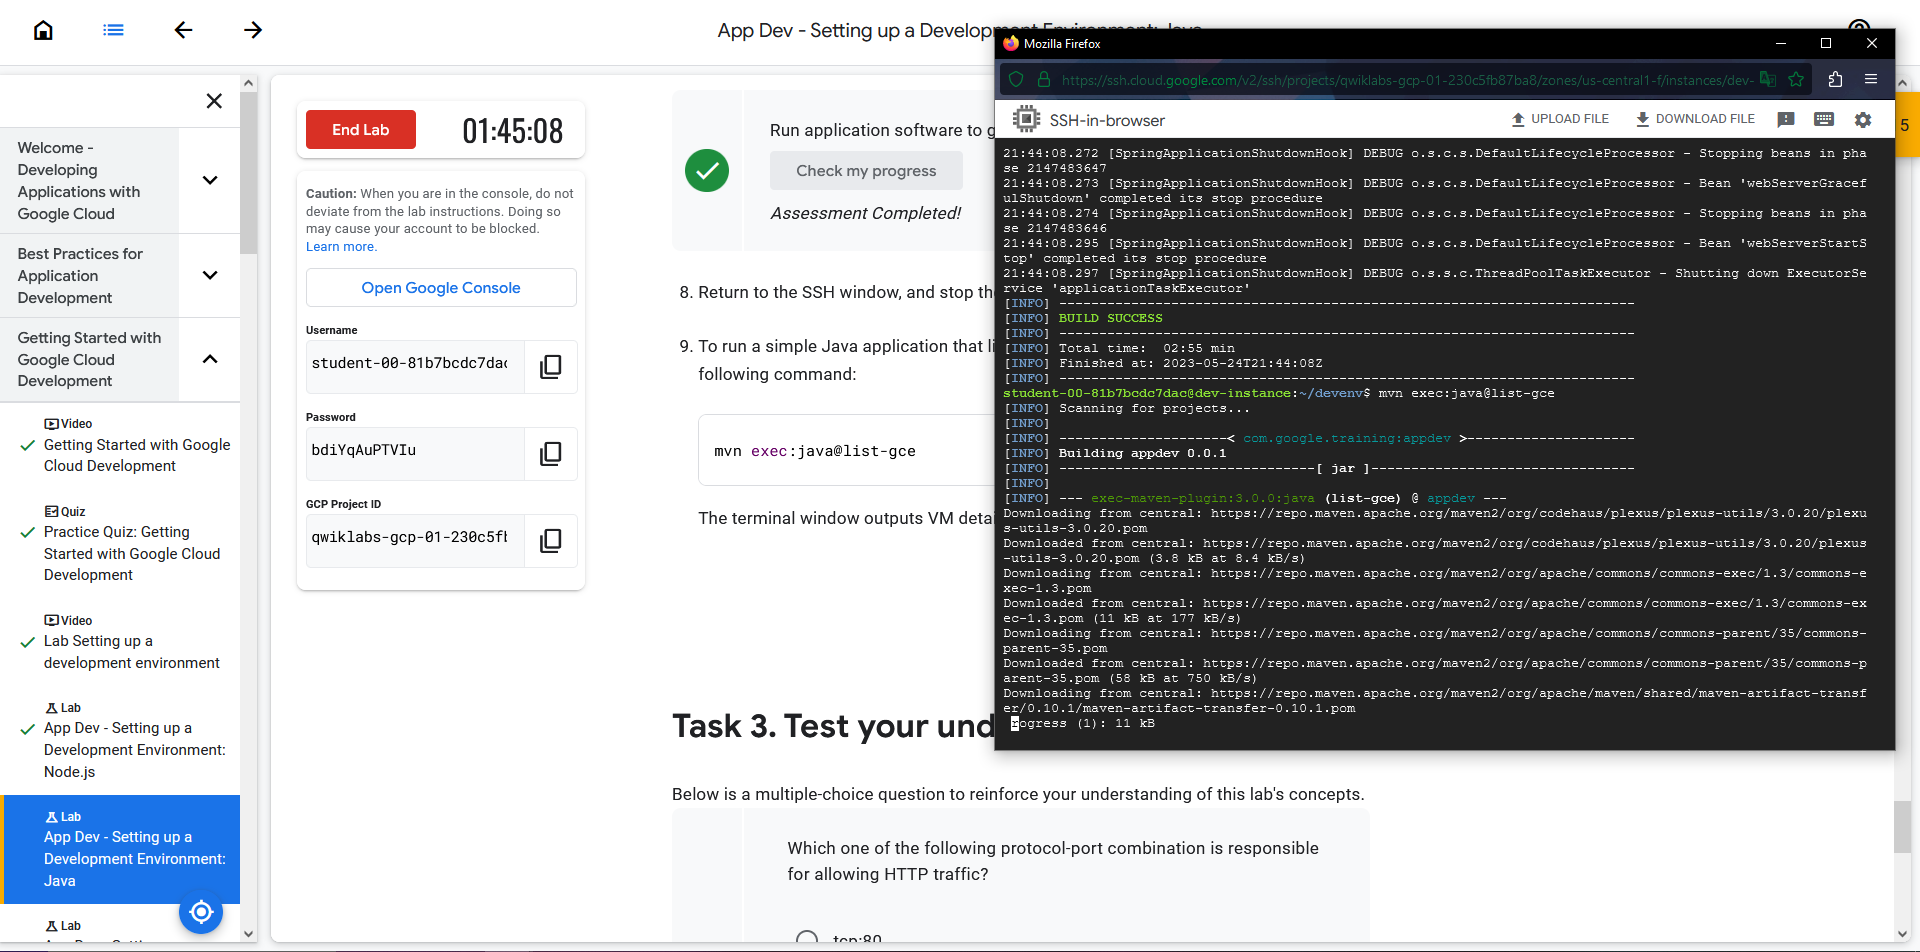 App Dev - Setting up a Development Environment: Java
Welcome -
Developing
Applications with
Google Cloud
Best Practices for
Application
Development
Getting Started with
Google Cloud
Development
Video
Getting Started with Google
Cloud Development
Quiz
Practice Quiz: Getting
Started with Google Cloud
Development
Video
Lab Setting up a
development environment
Lab
App Dev - Setting up a
Development Environment:
Node.js
Lab
App Dev - Setting up a
Development Environment:
Java
Lab
End Lab
01:45:08
Caution: When you are in the console, do not
deviate from the lab instructions. Doing so
may cause your account to be blocked.
Learn more.
Open Google Console
Username
student-00-81b7bcdc7dac
Password
bdiYqAuPTVIu
GCP Project ID
qwiklabs-gcp-01-230c5fb
Run application software to g
Check my progress
Assessment Completed!
8. Return to the SSH window, and stop th
9. To run a simple Java application that li
following command:
mvn exec:java@list-gce
The terminal window outputs VM deta
Task 3. Test your und
Below is a multiple-choice question to reinforce your understanding of this lab's concepts.
Which one of the following protocol-port combination is responsible
for allowing HTTP traffic?
tcp:80
5
Mozilla Firefox
https://ssh.cloud.google.com/v2/ssh/projects/qwiklabs-gcp-01-230c5fb87ba8/zones/us-central1-f/instances/dev-
SSH-in-browser
UPLOAD FILE
DOWNLOAD FILE
21:44:08.272 [SpringApplicationShutdownHook] DEBUG o.s.c.s.DefaultLifecycleProcessor - Stopping beans in pha
se 2147483647
21:44:08.273 [SpringApplicationShutdownHook] DEBUG o.s.c.s.DefaultLifecycleProcessor - Bean 'webServerGracef
ulShutdown' completed its stop procedure
21:44:08.274 [SpringApplicationShutdownHook] DEBUG o.s.c.s.DefaultLifecycleProcessor - Stopping beans in pha
se 2147483646
21:44:08.295 [SpringApplicationShutdownHook] DEBUG o.s.c.s.DefaultLifecycleProcessor - Bean 'webServerStartS
top' completed its stop procedure
21:44:08.297 [SpringApplicationShutdownHook] DEBUG o.s.s.c.ThreadPoolTaskExecutor - Shutting down ExecutorSe
rvice 'applicationTaskExecutor'
[INFO] ------------------------------------------------------------------------
[INFO] BUILD SUCCESS
[INFO] ------------------------------------------------------------------------
[INFO] Total time:  02:55 min
[INFO] Finished at: 2023-05-24T21:44:08Z
[INFO] ------------------------------------------------------------------------
student-00-81b7bcdc7dac@dev-instance:~/devenv$ mvn exec:java@list-gce
[INFO] Scanning for projects...
[INFO]
[INFO] ---------------------< com.google.training:appdev >---------------------
[INFO] Building appdev 0.0.1
[INFO] --------------------------------[ jar ]---------------------------------
[INFO]
[INFO] --- exec-maven-plugin:3.0.0:java (list-gce) @ appdev ---
Downloading from central: https://repo.maven.apache.org/maven2/org/codehaus/plexus/plexus-utils/3.0.20/plexu
s-utils-3.0.20.pom
Downloaded from central: https://repo.maven.apache.org/maven2/org/codehaus/plexus/plexus-utils/3.0.20/plexus
-utils-3.0.20.pom (3.8 kB at 8.4 kB/s)
Downloading from central: https://repo.maven.apache.org/maven2/org/apache/commons/commons-exec/1.3/commons-e
xec-1.3.pom
Downloaded from central: https://repo.maven.apache.org/maven2/org/apache/commons/commons-exec/1.3/commons-ex
ec-1.3.pom (11 kB at 177 kB/s)
Downloading from central: https://repo.maven.apache.org/maven2/org/apache/commons/commons-parent/35/commons-
parent-35.pom
Downloaded from central: https://repo.maven.apache.org/maven2/org/apache/commons/commons-parent/35/commons-p
arent-35.pom (58 kB at 750 kB/s)
Downloading from central: https://repo.maven.apache.org/maven2/org/apache/maven/shared/maven-artifact-transf
er/0.10.1/maven-artifact-transfer-0.10.1.pom
rogress (1): 11 kB